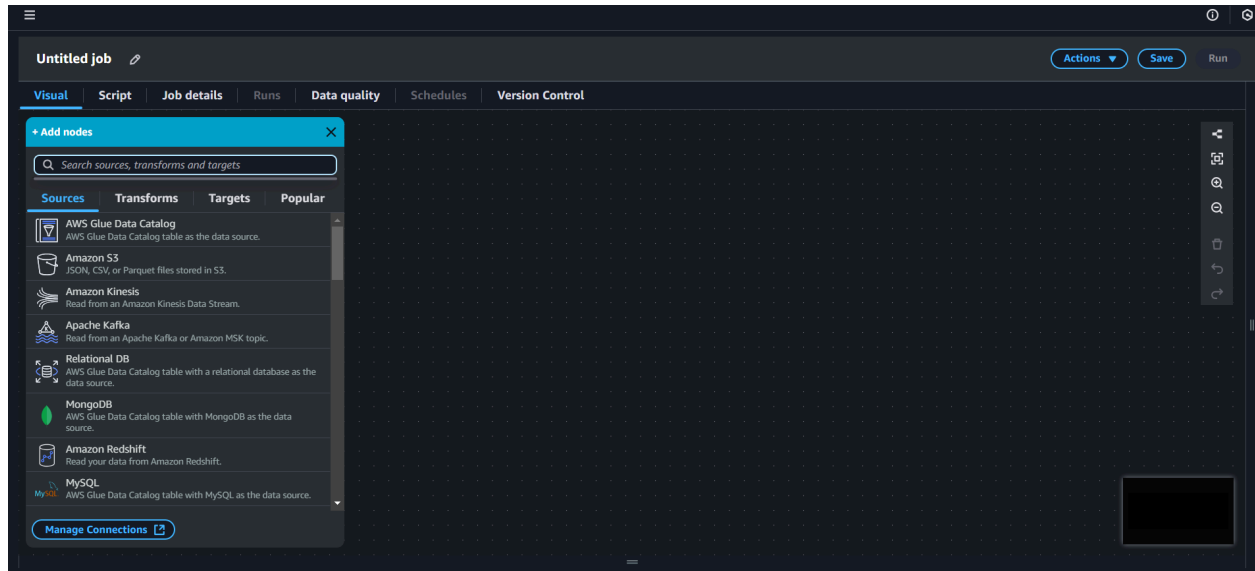 Untitled job
Actions Save Run
Visual Script Job details Runs Data quality Schedules Version Control
+ Add nodes
Search sources, transforms and targets
Sources Transforms Targets Popular
AWS Glue Data Catalog
AWS Glue Data Catalog table as the data source.
Amazon S3
JSON, CSV, or Parquet files stored in S3.
Amazon Kinesis
Read from an Amazon Kinesis Data Stream.
Apache Kafka
Read from an Apache Kafka or Amazon MSK topic.
Relational DB
AWS Glue Data Catalog table with a relational database as the
data source.
MongoDB
AWS Glue Data Catalog table with MongoDB as the data
source.
Amazon Redshift
Read your data from Amazon Redshift.
MySQL
MySQL AWS Glue Data Catalog table with MySQL as the data source.
Manage Connections